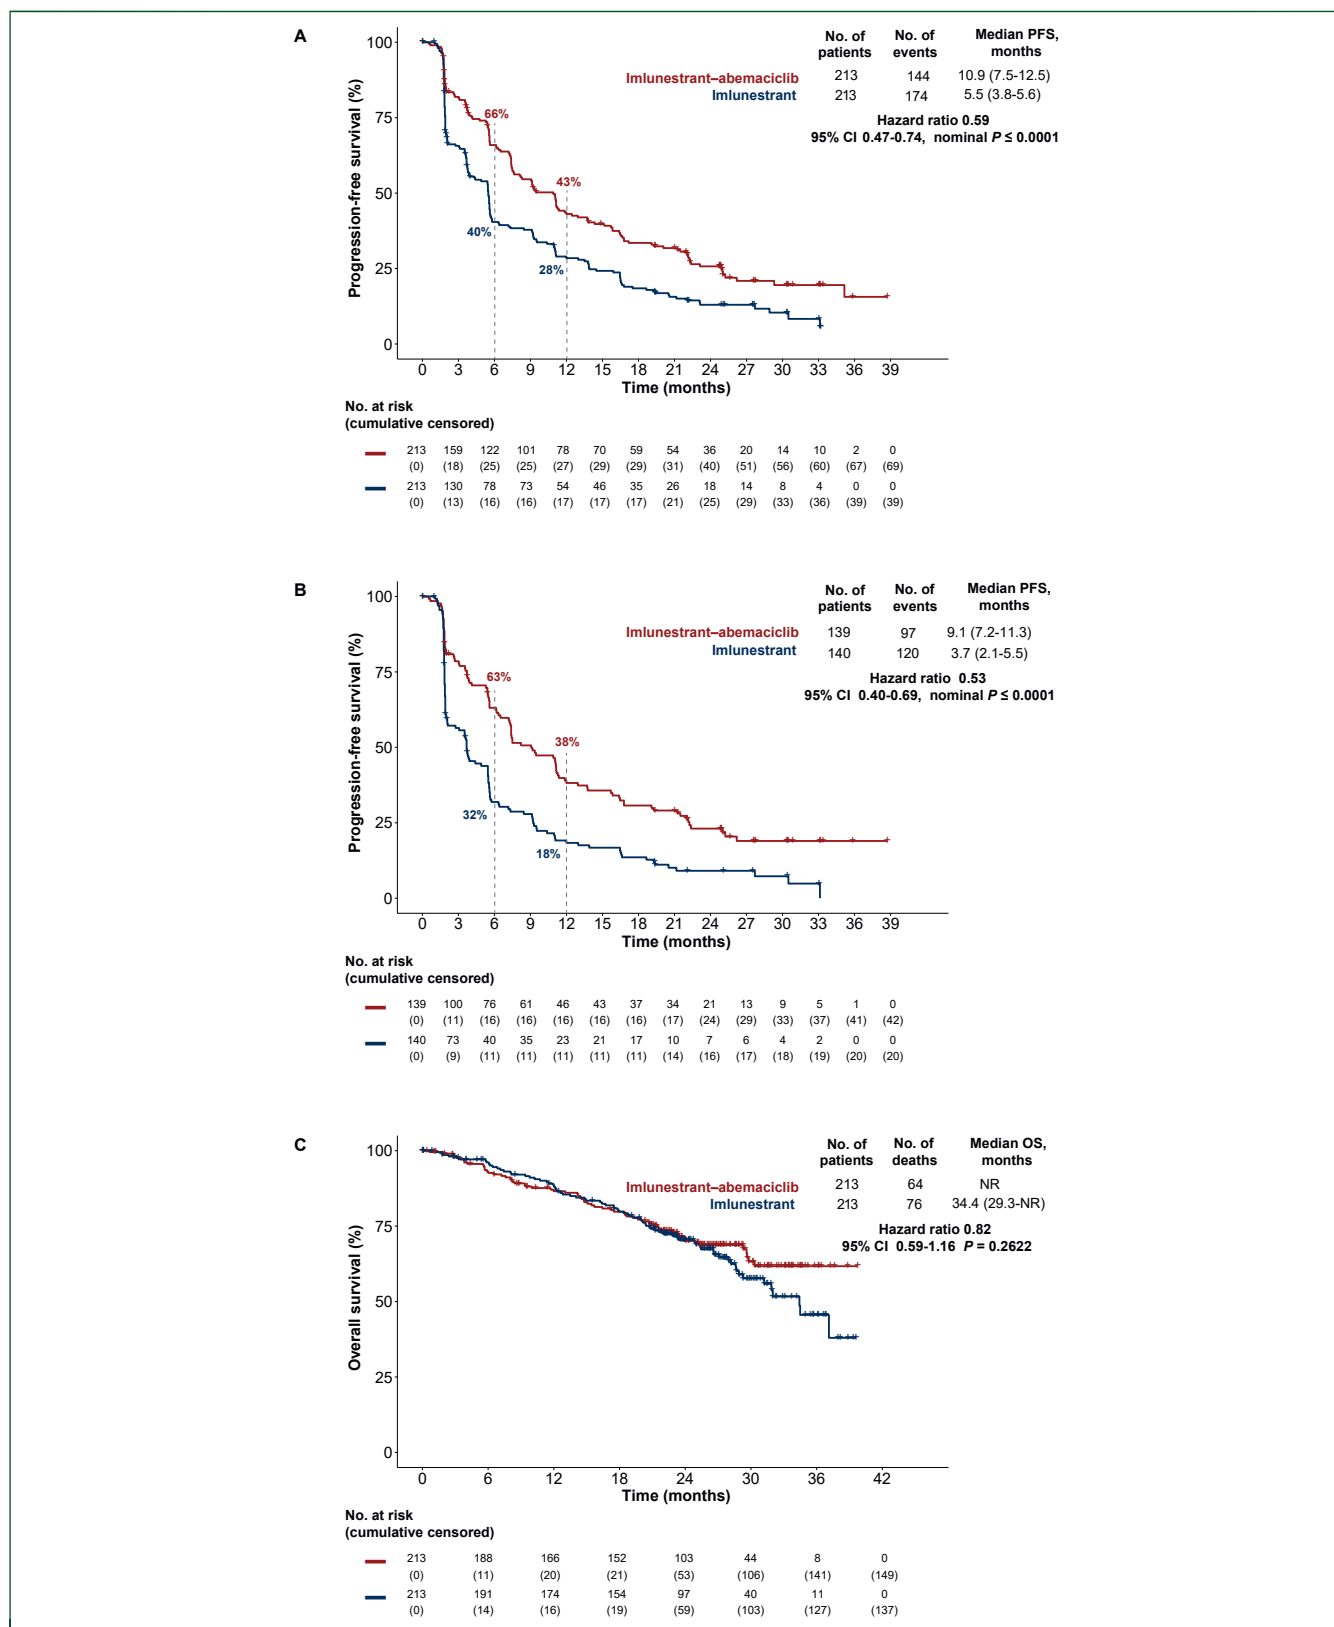 A
No. of patients No. of events Median PFS, months
Imlunestrant–abemaciclib 213 144 10.9 (7.5-12.5)
Imlunestrant 213 174 5.5 (3.8-5.6)
Hazard ratio 0.59
95% CI 0.47-0.74, nominal P ≤ 0.0001
Progression-free survival (%)
100
75
50
25
0
66%
43%
40%
28%
0 3 6 9 12 15 18 21 24 27 30 33 36 39
Time (months)
No. at risk
(cumulative censored)
213 159 122 101 78 70 59 54 36 20 14 10 2 0
(0) (18) (25) (25) (27) (29) (29) (31) (40) (51) (56) (60) (67) (69)
213 130 78 73 54 46 35 26 18 14 8 4 0 0
(0) (13) (16) (16) (17) (17) (17) (21) (25) (29) (33) (36) (39) (39)
B
No. of patients No. of events Median PFS, months
Imlunestrant–abemaciclib 139 97 9.1 (7.2-11.3)
Imlunestrant 140 120 3.7 (2.1-5.5)
Hazard ratio 0.53
95% CI 0.40-0.69, nominal P ≤ 0.0001
Progression-free survival (%)
100
75
50
25
0
63%
38%
32%
18%
0 3 6 9 12 15 18 21 24 27 30 33 36 39
Time (months)
No. at risk
(cumulative censored)
139 100 76 61 46 43 37 34 21 13 9 5 1 0
(0) (11) (16) (16) (16) (16) (16) (17) (24) (29) (33) (37) (41) (42)
140 73 40 35 23 21 17 10 7 6 4 2 0 0
(0) (9) (11) (11) (11) (11) (11) (14) (16) (17) (18) (19) (20) (20)
C
No. of patients No. of deaths Median OS, months
Imlunestrant–abemaciclib 213 64 NR
Imlunestrant 213 76 34.4 (29.3-NR)
Hazard ratio 0.82
95% CI 0.59-1.16 P = 0.2622
Overall survival (%)
100
75
50
25
0
0 6 12 18 24 30 36 42
Time (months)
No. at risk
(cumulative censored)
213 188 166 152 103 44 8 0
(0) (11) (20) (21) (53) (106) (141) (149)
213 191 174 154 97 40 11 0
(0) (14) (16) (19) (59) (103) (127) (137)